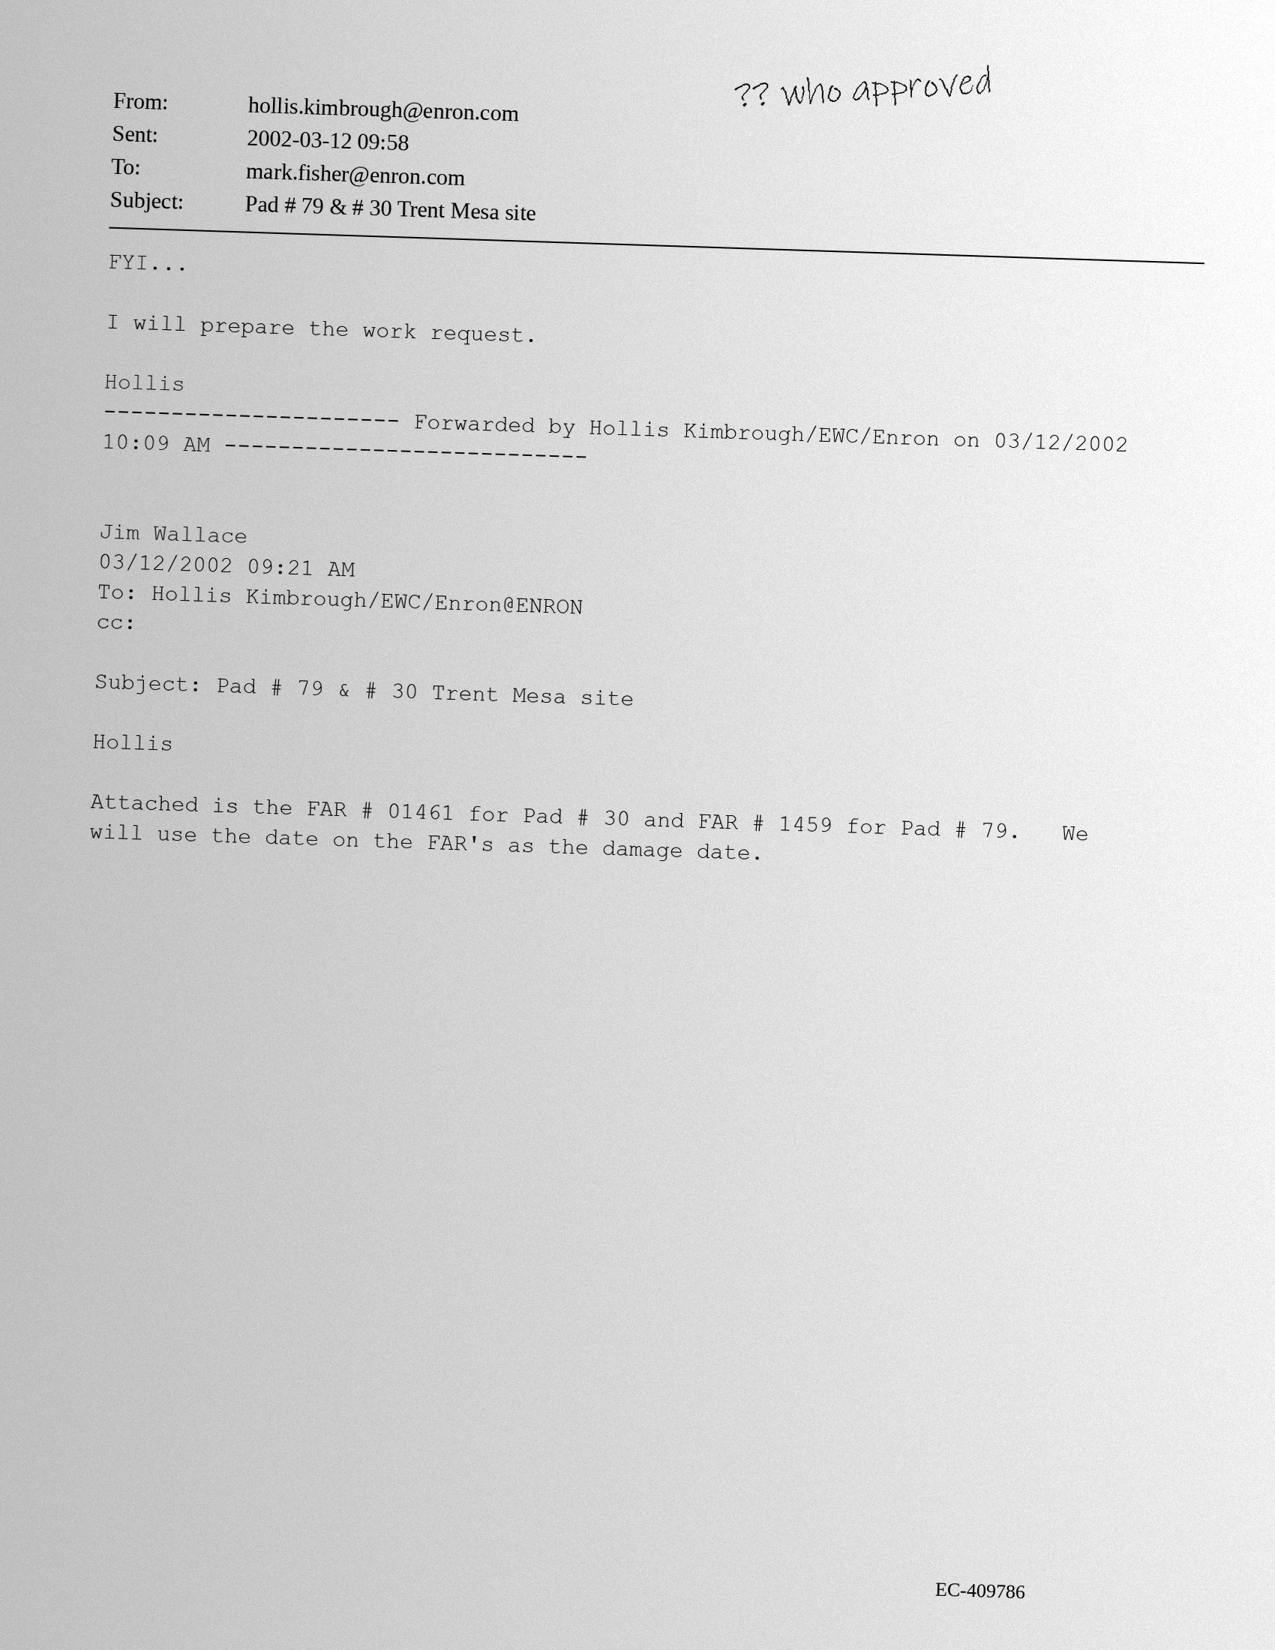 ?? who approved
From: hollis.kimbrough@enron.com
Sent: 2002-03-12 09:58
To: mark.fisher@enron.com
Subject: Pad # 79 & # 30 Trent Mesa site
FYI...
I will prepare the work request.
Hollis
---------------------- Forwarded by Hollis Kimbrough/EWC/Enron on 03/12/2002
10:09 AM ---------------------------
Jim Wallace
03/12/2002 09:21 AM
To: Hollis Kimbrough/EWC/Enron@ENRON
cc:
Subject: Pad # 79 & # 30 Trent Mesa site
Hollis
Attached is the FAR # 01461 for Pad # 30 and FAR # 1459 for Pad # 79.   We
will use the date on the FAR's as the damage date.
EC-409786